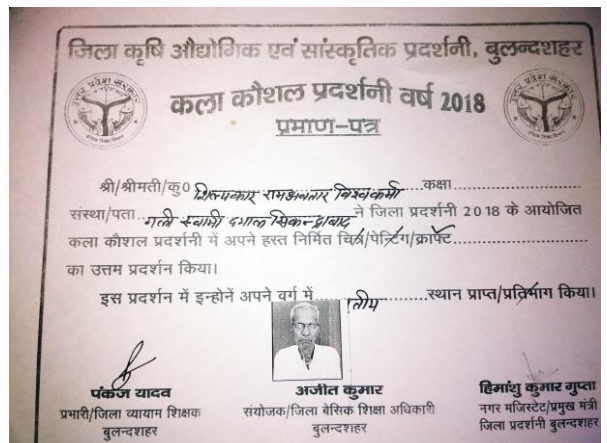 जिला कृषि औद्योगिक एवं सांस्कृतिक प्रदर्शनी, बुलन्दशहर
कला कौशल प्रदर्शनी वर्ष 2018
प्रमाण-पत्र
श्री/श्रीमती/कु0 शिल्पकार रामअवतार विश्वकर्मा कक्षा
संस्था/पता गली स्वामी दयाल सिकन्द्राबाद ने जिला प्रदर्शनी 2018 के आयोजित
कला कौशल प्रदर्शनी में अपने हस्त निर्मित चित्र/पेन्टिग/क्राफ्ट
का उत्तम प्रदर्शन किया।
इस प्रदर्शन में इन्होनें अपने वर्ग में स्थान प्राप्त/प्रतिभाग किया।
पंकज यादव अजीत कुमार हिमांशु कुमार गुप्ता
प्रभारी/जिला व्यायाम शिक्षक संयोजक/जिला बेसिक शिक्षा अधिकारी नगर मजिस्टेट/प्रमुख मंत्री
बुलन्दशहर बुलन्दशहर जिला प्रदर्शनी बुलन्दशहर